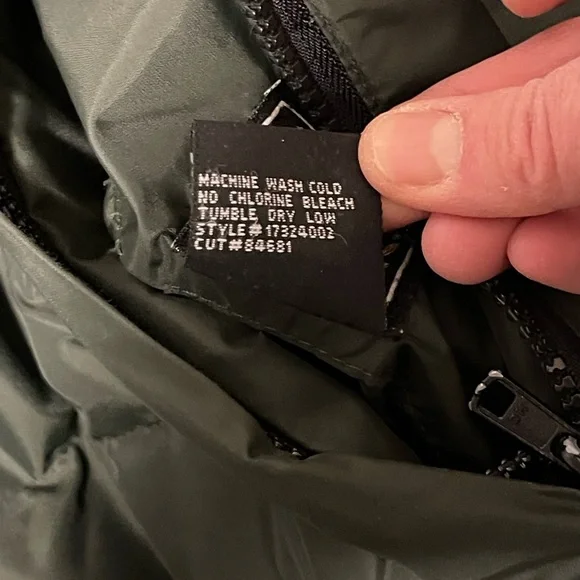 MACHINE WASH COLD
NO CHLORINE BLEACH
TUMBLE DRY LOW
STYLE#17324002
CUT#84681